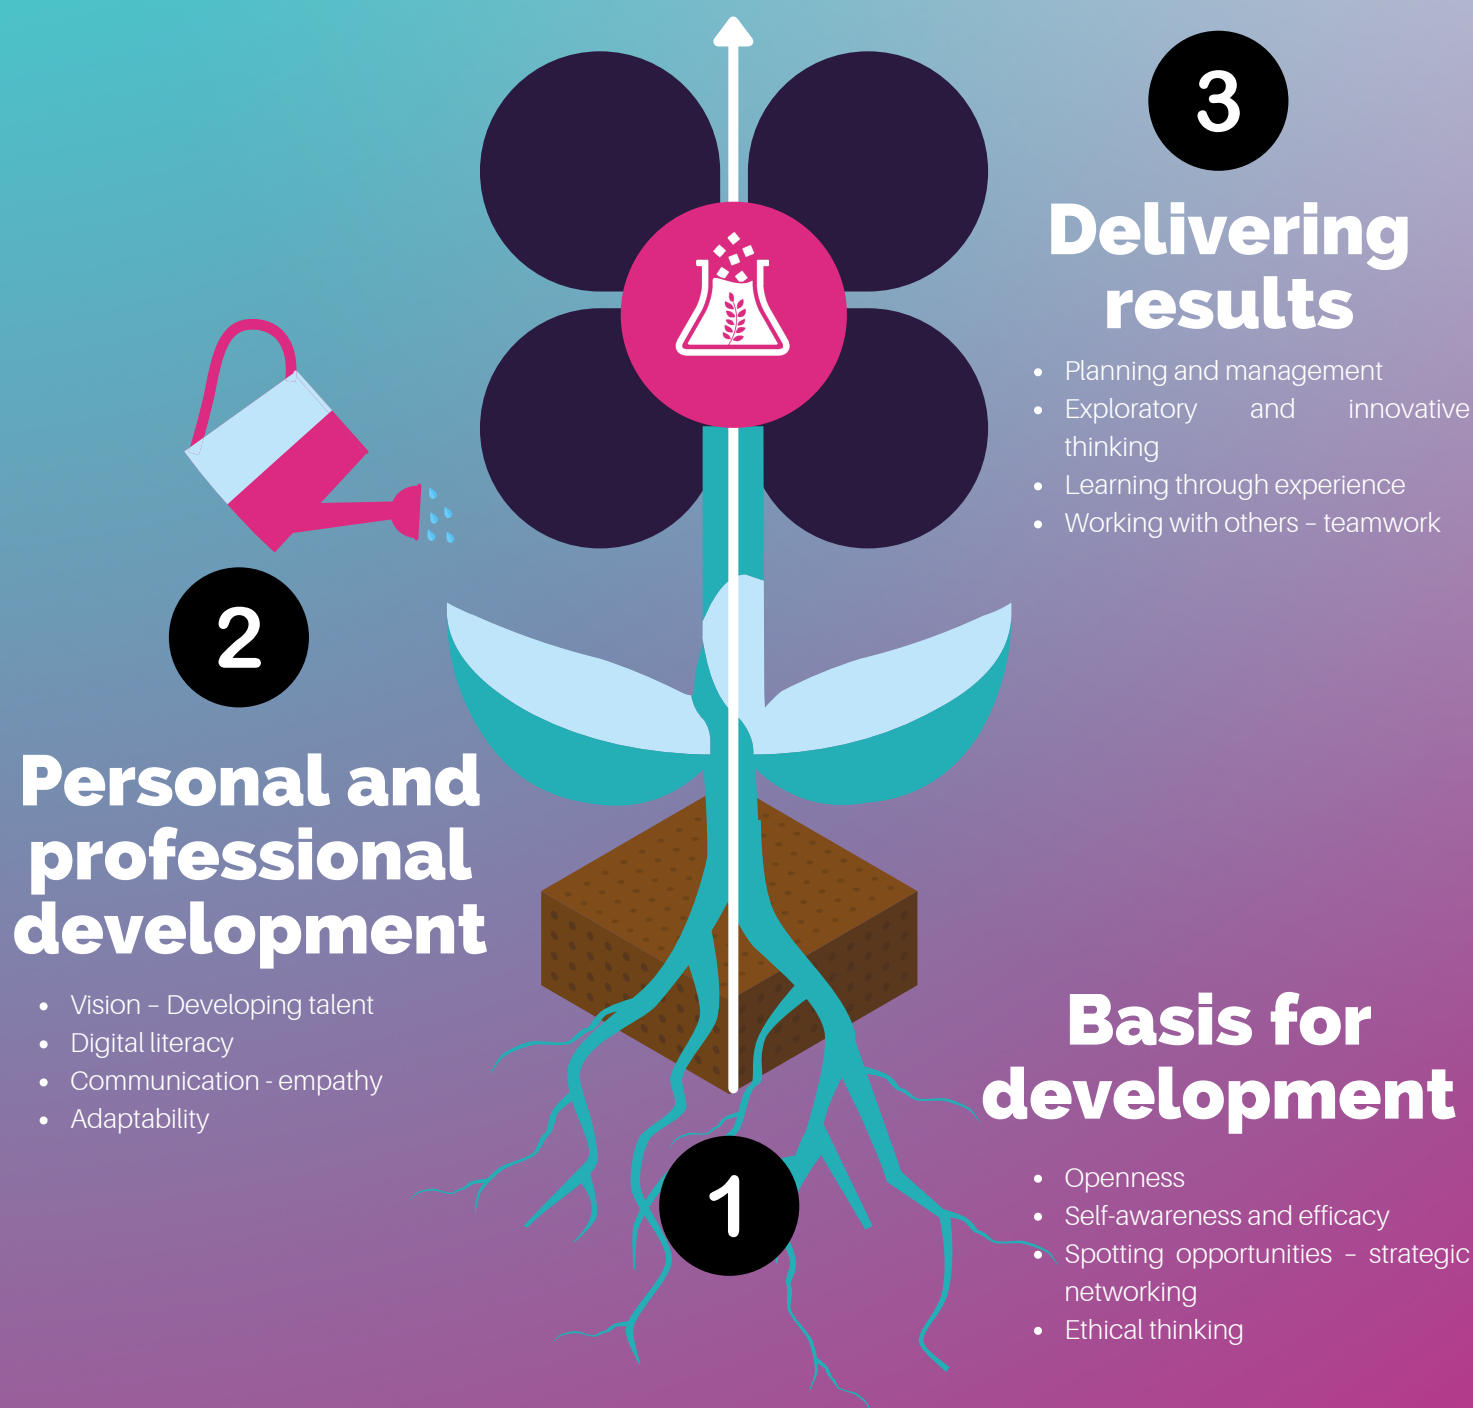 3
Delivering
results
• Planning and management
• Exploratory and innovative
thinking
• Learning through experience
• Working with others – teamwork
2
Personal and
professional
development
• Vision – Developing talent
• Digital literacy
• Communication - empathy
• Adaptability
1
Basis for
development
• Openness
• Self-awareness and efficacy
• Spotting opportunities – strategic
networking
• Ethical thinking